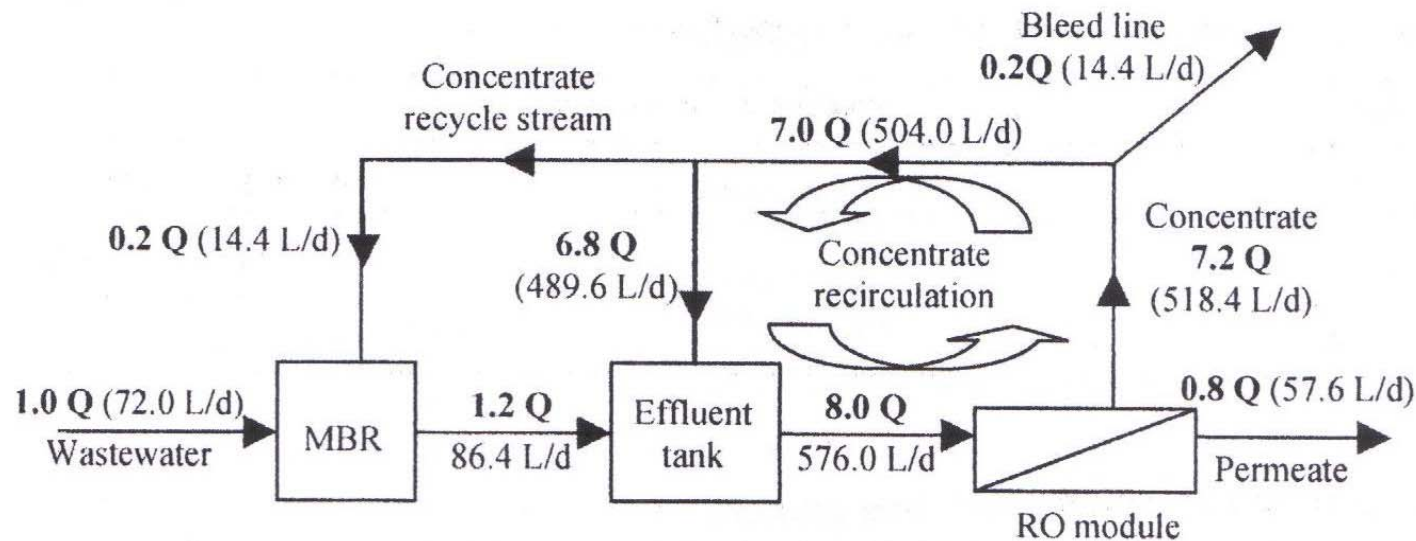 Bleed line
0.2Q (14.4 L/d)
Concentrate
recycle stream
7.0 Q (504.0 L/d)
0.2 Q (14.4 L/d)
6.8 Q
(489.6 L/d)
Concentrate
recirculation
Concentrate
7.2 Q
(518.4 L/d)
1.0 Q (72.0 L/d)
Wastewater
MBR
1.2 Q
86.4 L/d
Effluent
tank
8.0 Q
576.0 L/d
0.8 Q (57.6 L/d)
Permeate
RO module